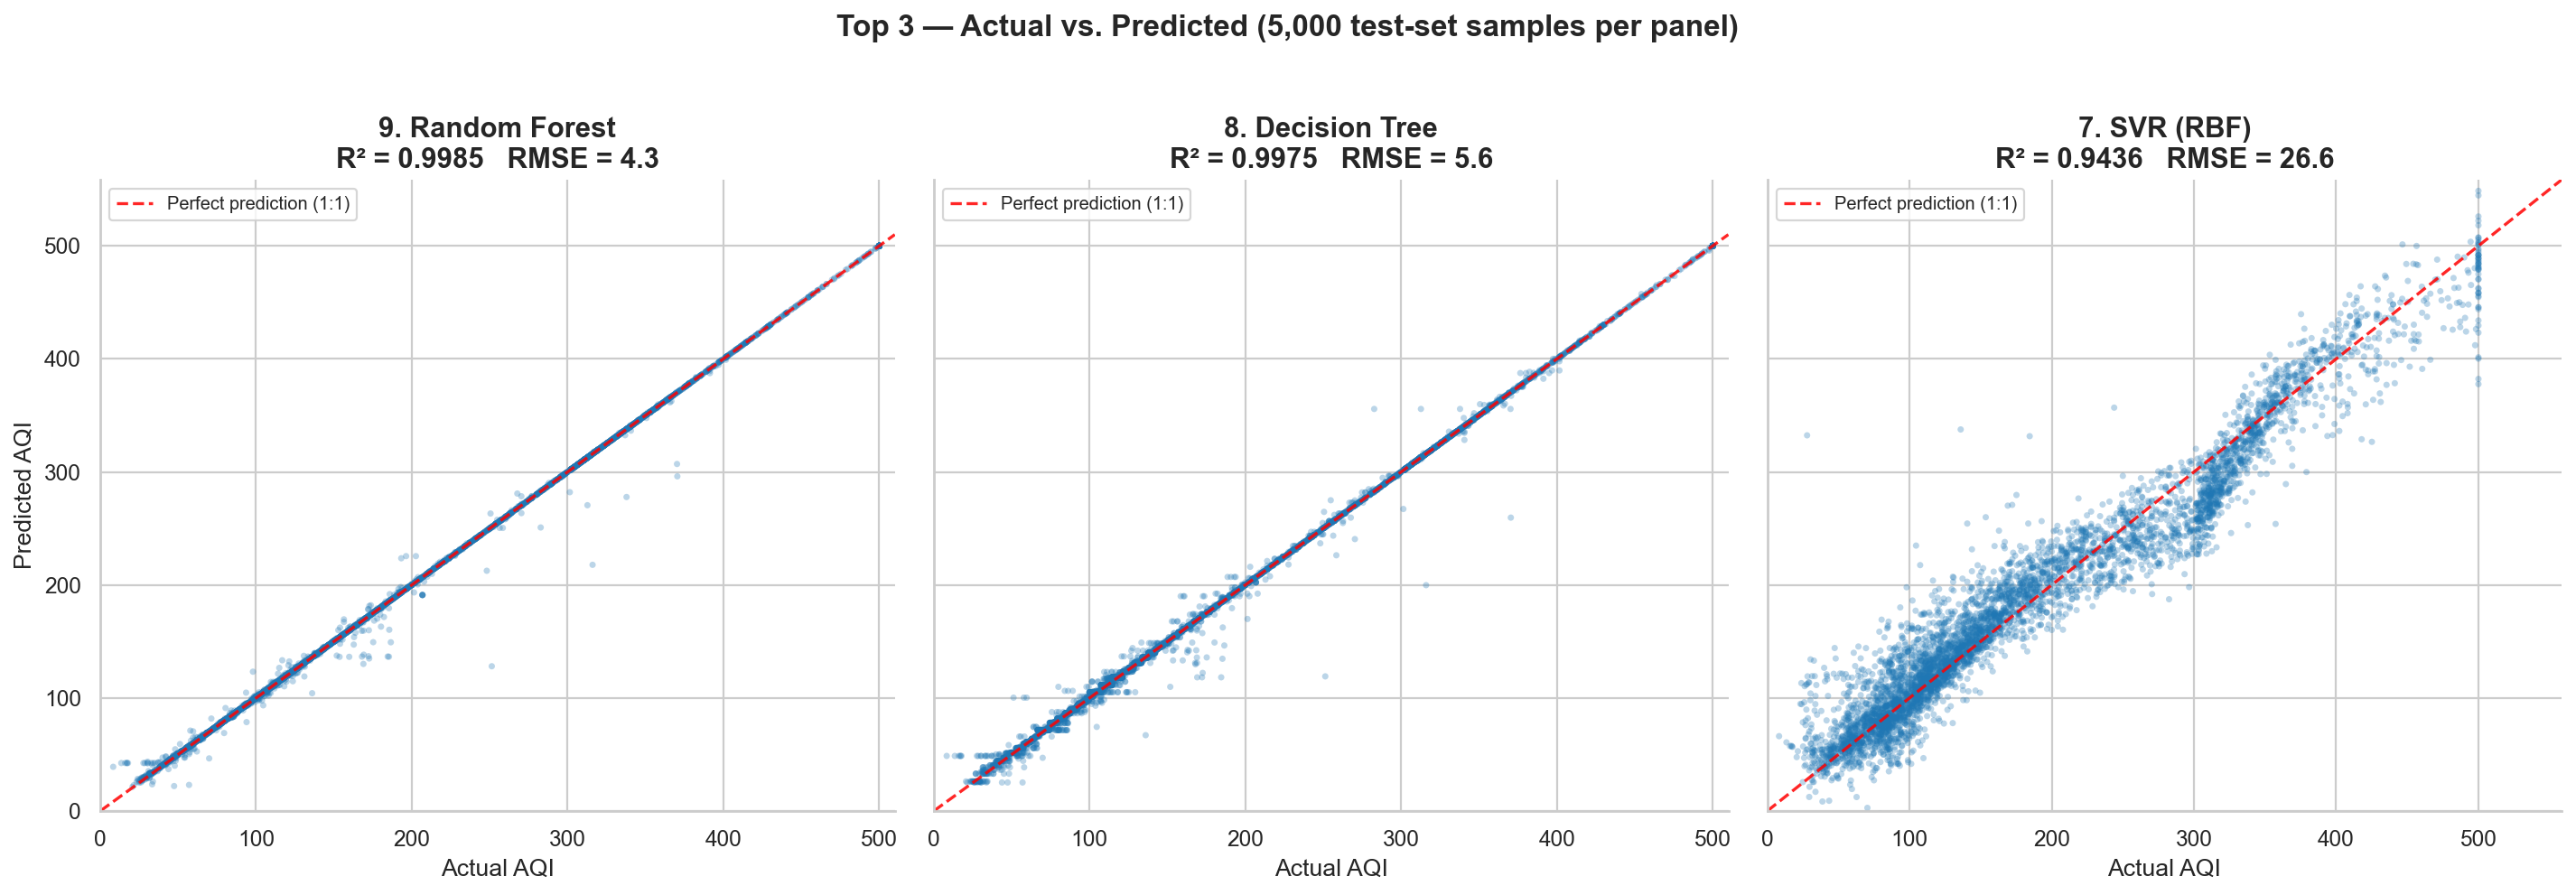 Top 3 — Actual vs. Predicted (5,000 test-set samples per panel)
9. Random Forest
R² = 0.9985 RMSE = 4.3
Perfect prediction (1:1)
500
400
300
200
100
0
Predicted AQI
0 100 200 300 400 500
Actual AQI
8. Decision Tree
R² = 0.9975 RMSE = 5.6
Perfect prediction (1:1)
0 100 200 300 400 500
Actual AQI
7. SVR (RBF)
R² = 0.9436 RMSE = 26.6
Perfect prediction (1:1)
0 100 200 300 400 500
Actual AQI